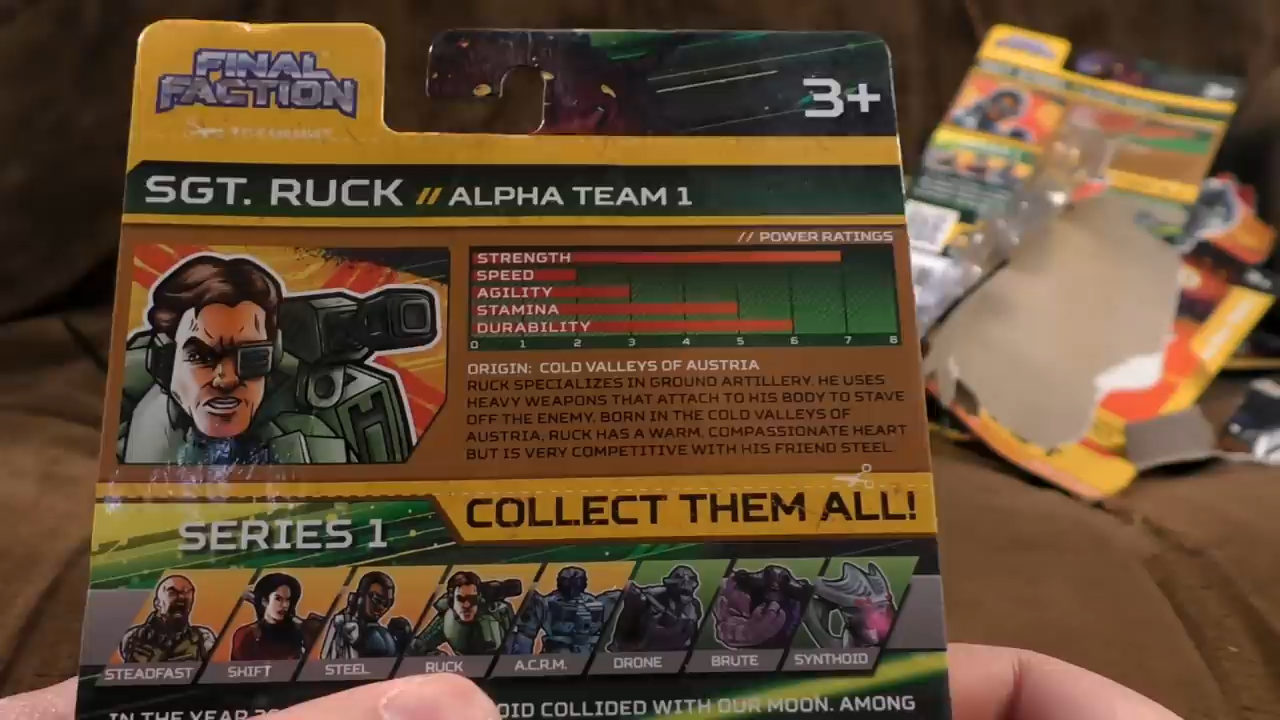 FINAL
FACTION
3+
SGT. RUCK // ALPHA TEAM 1
// POWER RATINGS
STRENGTH
SPEED
AGILITY
STAMINA
DURABILITY
0 1 2 3 4 5 6 7 8
ORIGIN: COLD VALLEYS OF AUSTRIA
RUCK SPECIALIZES IN GROUND ARTILLERY. HE USES
HEAVY WEAPONS THAT ATTACH TO HIS BODY TO STAVE
OFF THE ENEMY. BORN IN THE COLD VALLEYS OF
AUSTRIA, RUCK HAS A WARM, COMPASSIONATE HEART
BUT IS VERY COMPETITIVE WITH HIS FRIEND STEEL.
COLLECT THEM ALL!
SERIES 1
STEADFAST SHIFT STEEL RUCK A.C.R.M. DRONE BRUTE SYNTHOID
IN THE YEAR COLLIDED WITH OUR MOON. AMONG